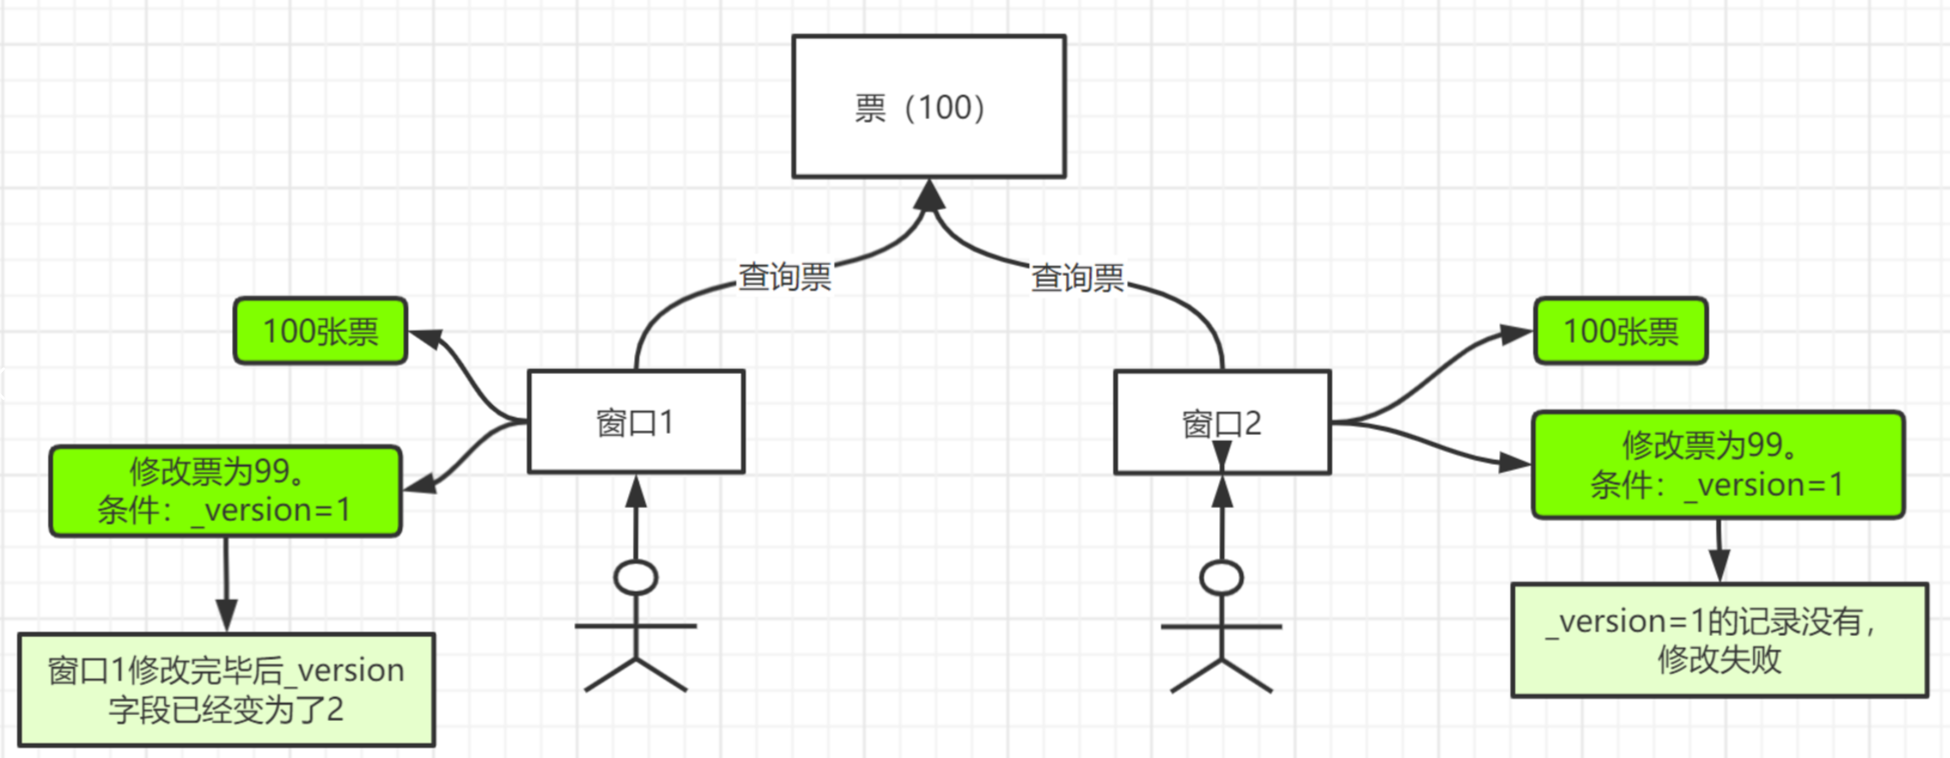 票（100）
查询票
查询票
100张票
100张票
窗口1
窗口2
修改票为99。
条件：_version=1
修改票为99。
条件：_version=1
窗口1修改完毕后_version
字段已经变为了2
_version=1的记录没有，
修改失败